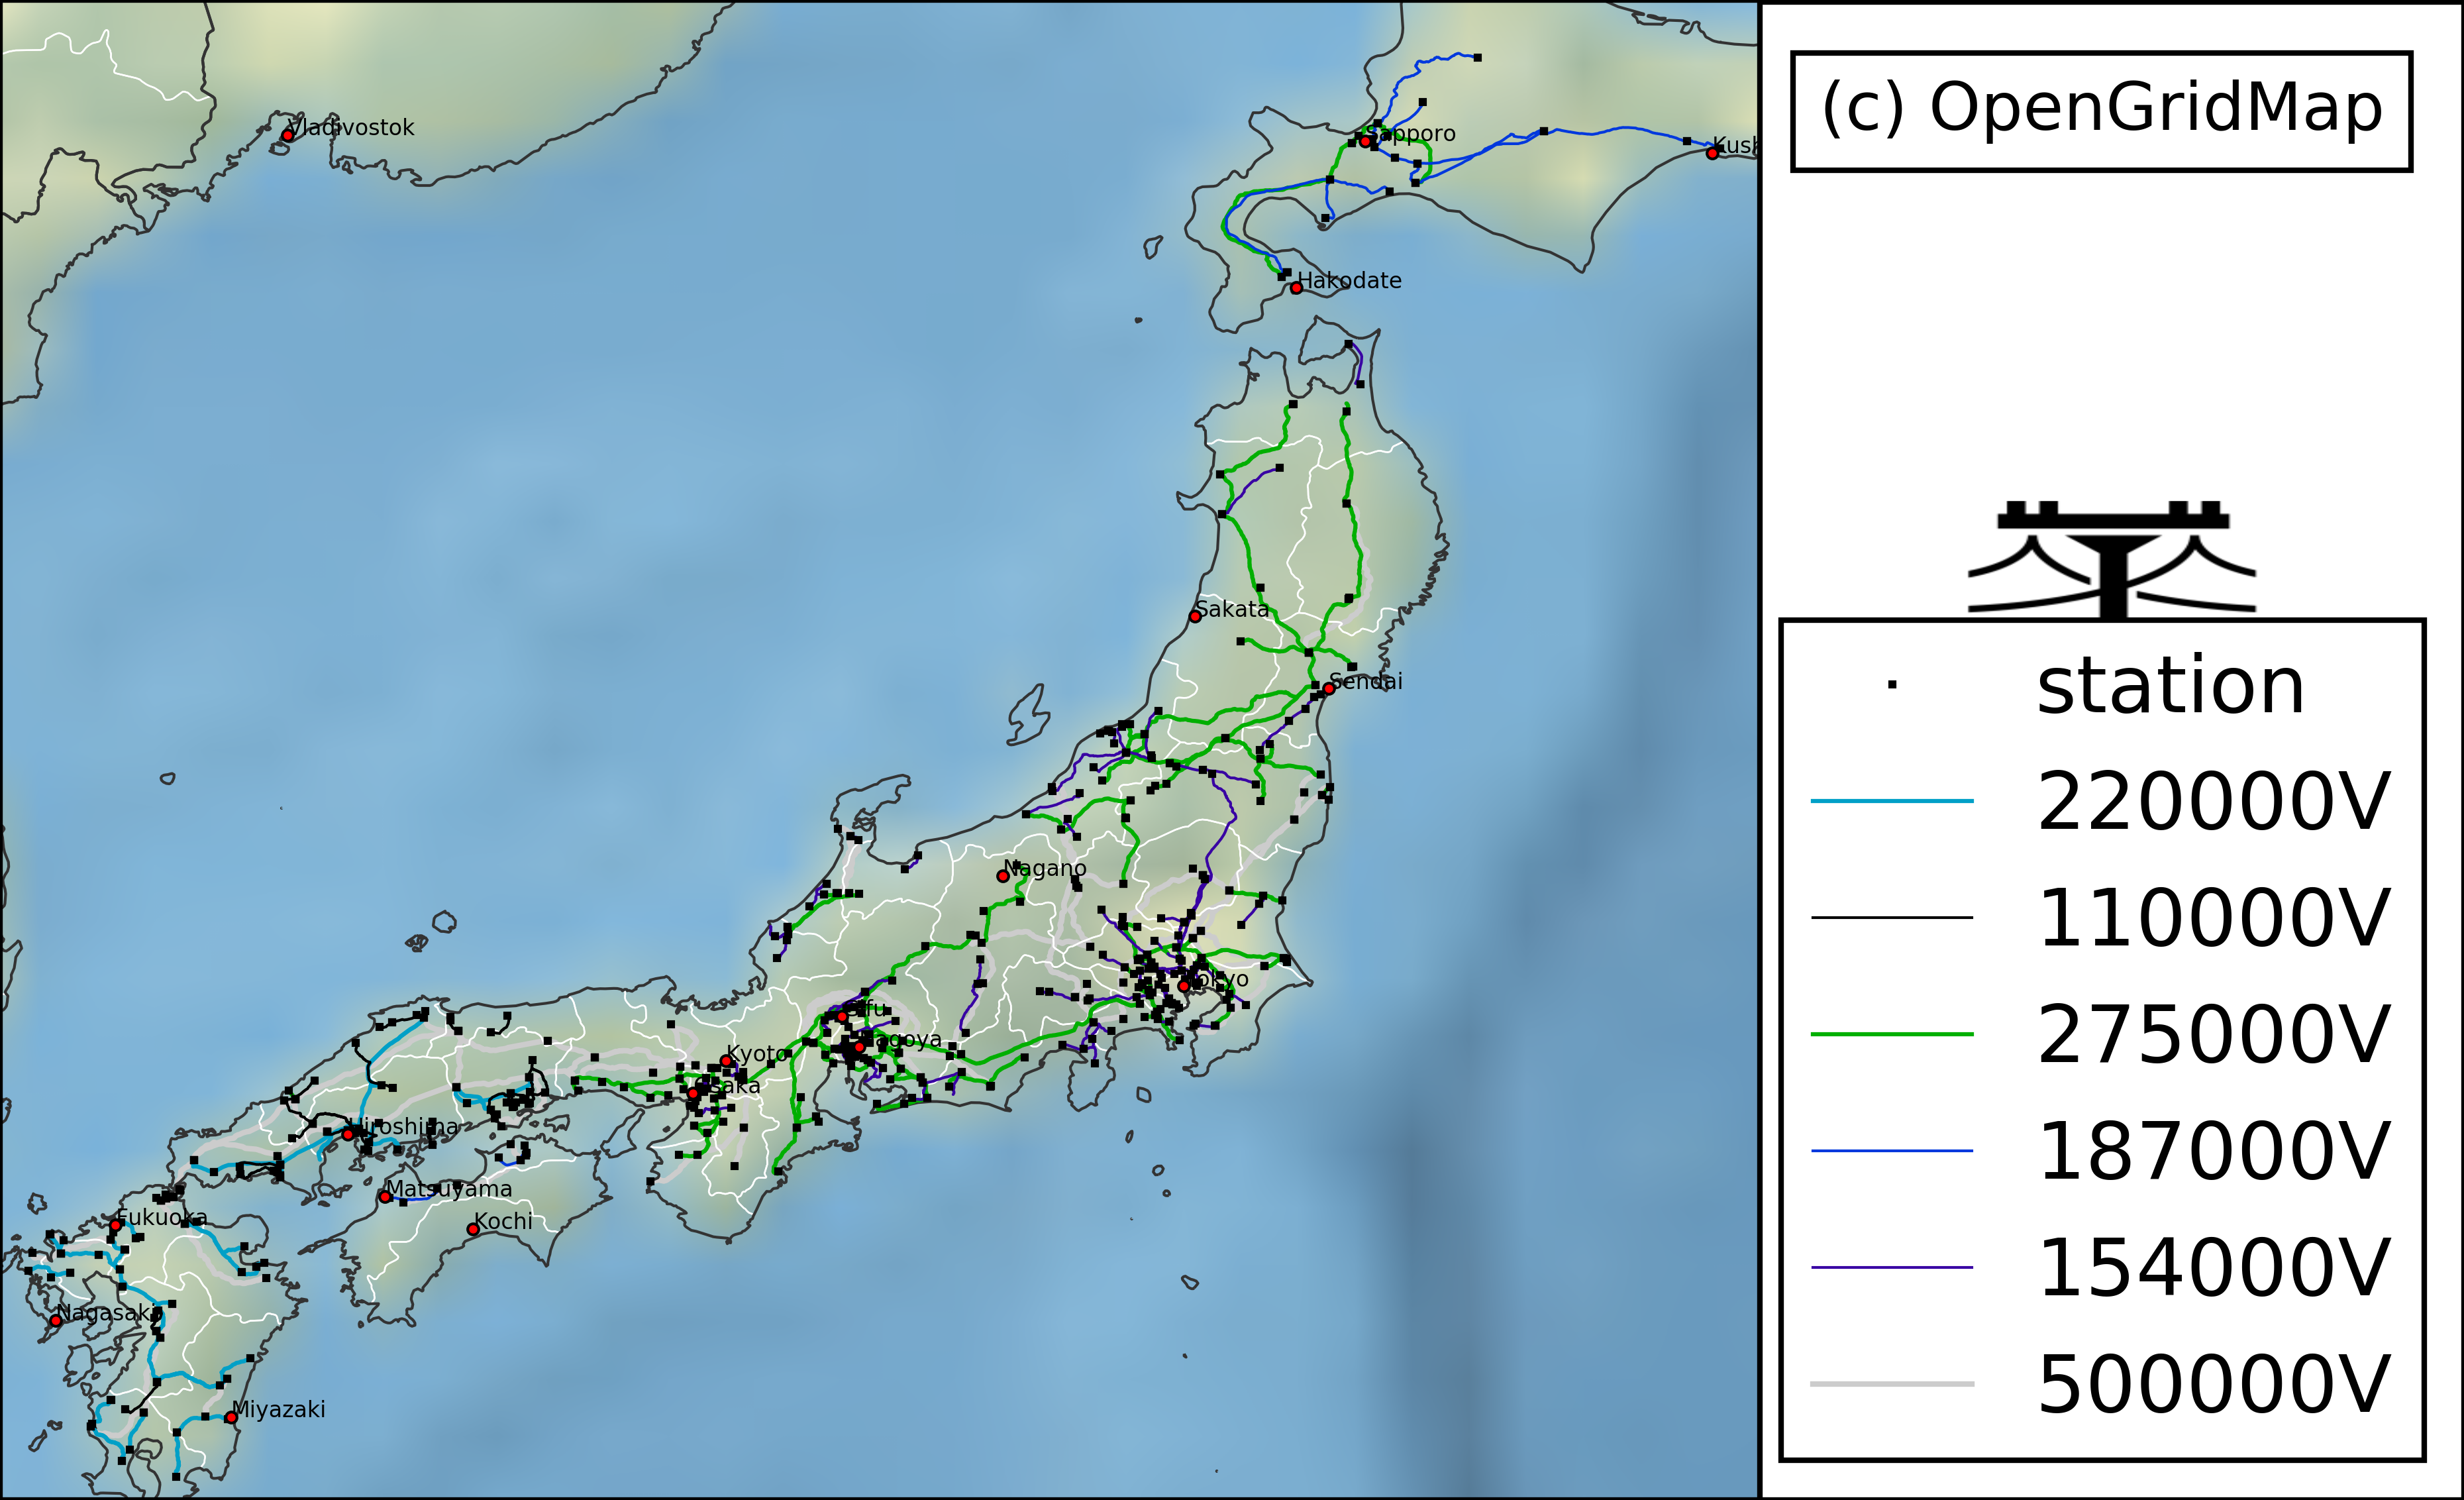 Vladivostok
Sapporo
Kush
Hakodate
Sakata
Sendai
Nagano
Tokyo
Gifu
Nagoya
Kyoto
Osaka
Hiroshima
Matsuyama
Kochi
Fukuoka
Nagasaki
Miyazaki
(c) OpenGridMap
station
220000V
110000V
275000V
187000V
154000V
500000V